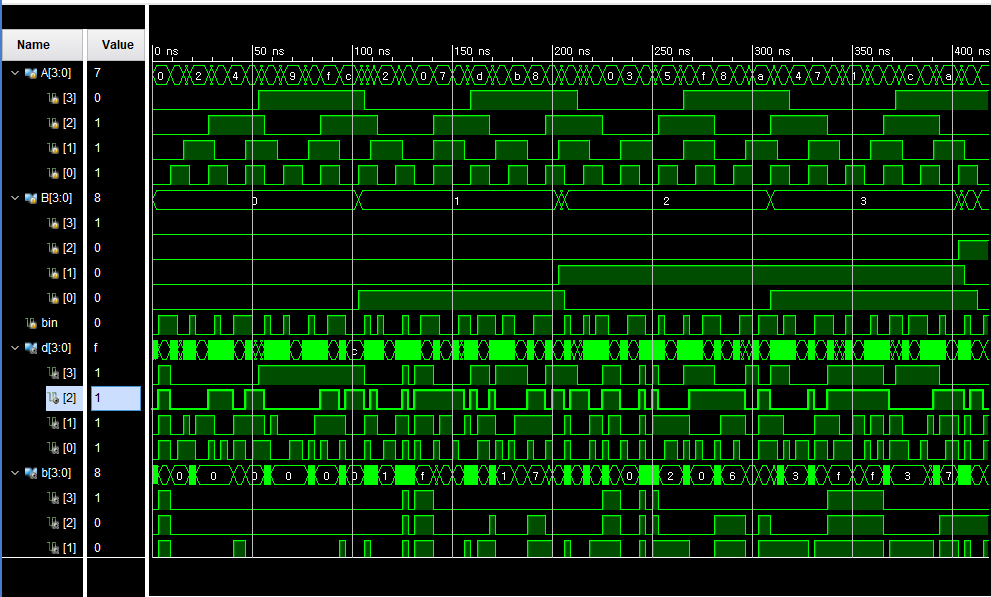 Name Value
0 ns 50 ns 100 ns 150 ns 200 ns 250 ns 300 ns 350 ns 400 ns
A[3:0] 7 0 2 4 9 f c 2 0 7 d b 8 0 3 5 f 8 a 4 7 1 c a
[3] 0
[2] 1
[1] 1
[0] 1
B[3:0] 8 0 1 2 3
[3] 1
[2] 0
[1] 0
[0] 0
bin 0
d[3:0] f c
[3] 1
[2] 1
[1] 1
[0] 1
b[3:0] 8 0 0 0 0 0 0 1 f 1 7 0 2 0 6 3 f f 3 7
[3] 1
[2] 0
[1] 0